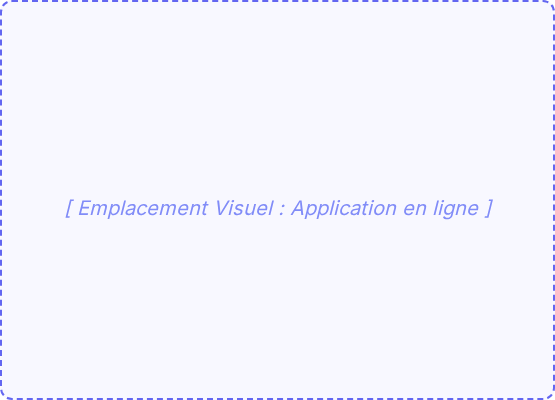 [ Emplacement Visuel : Application en ligne ]